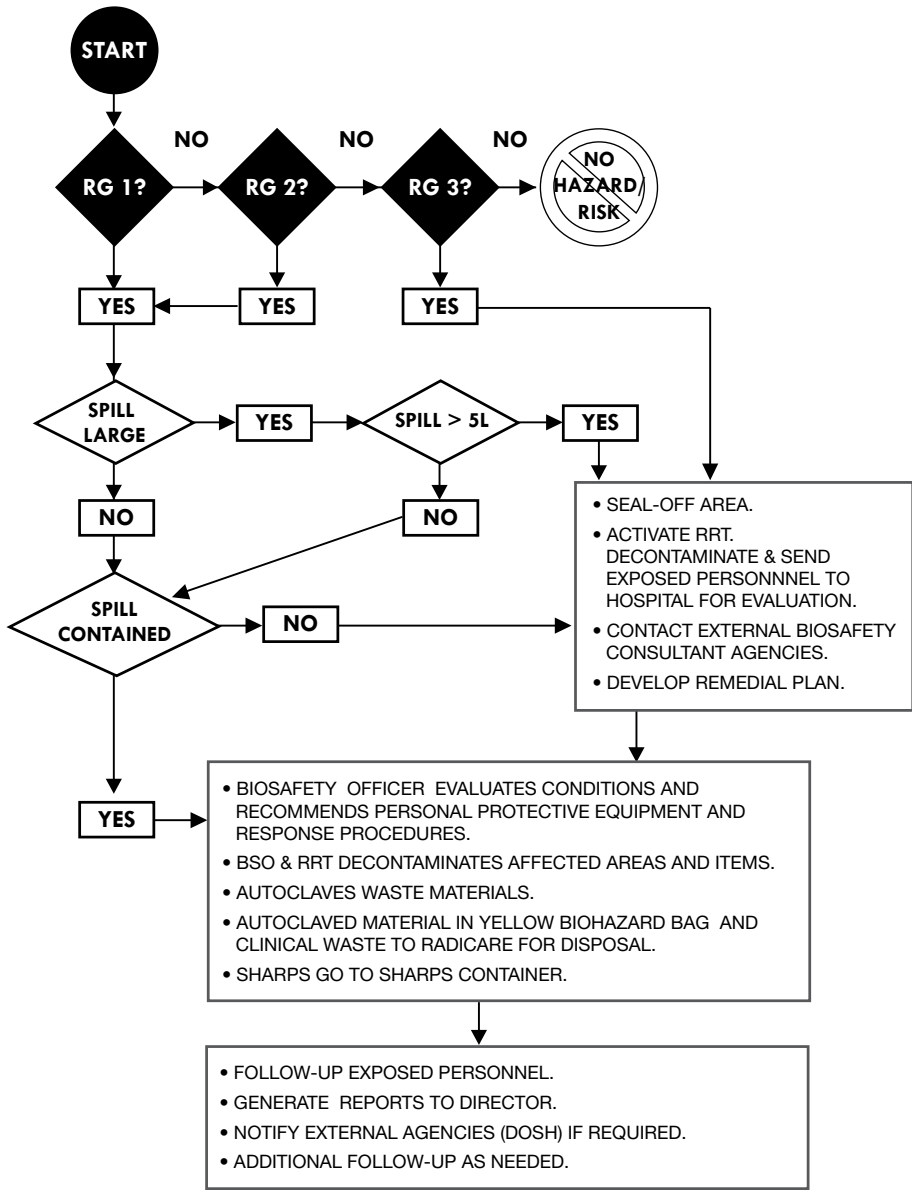 START
NO
NO
NO
RG 1?
RG 2?
RG 3?
NO
HAZARD/
RISK
YES
YES
YES
SPILL
LARGE
YES
SPILL > 5L
YES
NO
NO
• SEAL-OFF AREA.
• ACTIVATE RRT.
DECONTAMINATE & SEND
EXPOSED PERSONNNEL TO
HOSPITAL FOR EVALUATION.
• CONTACT EXTERNAL BIOSAFETY
CONSULTANT AGENCIES.
• DEVELOP REMEDIAL PLAN.
SPILL
CONTAINED
NO
YES
• BIOSAFETY OFFICER EVALUATES CONDITIONS AND
RECOMMENDS PERSONAL PROTECTIVE EQUIPMENT AND
RESPONSE PROCEDURES.
• BSO & RRT DECONTAMINATES AFFECTED AREAS AND ITEMS.
• AUTOCLAVES WASTE MATERIALS.
• AUTOCLAVED MATERIAL IN YELLOW BIOHAZARD BAG AND
CLINICAL WASTE TO RADICARE FOR DISPOSAL.
• SHARPS GO TO SHARPS CONTAINER.
• FOLLOW-UP EXPOSED PERSONNEL.
• GENERATE REPORTS TO DIRECTOR.
• NOTIFY EXTERNAL AGENCIES (DOSH) IF REQUIRED.
• ADDITIONAL FOLLOW-UP AS NEEDED.